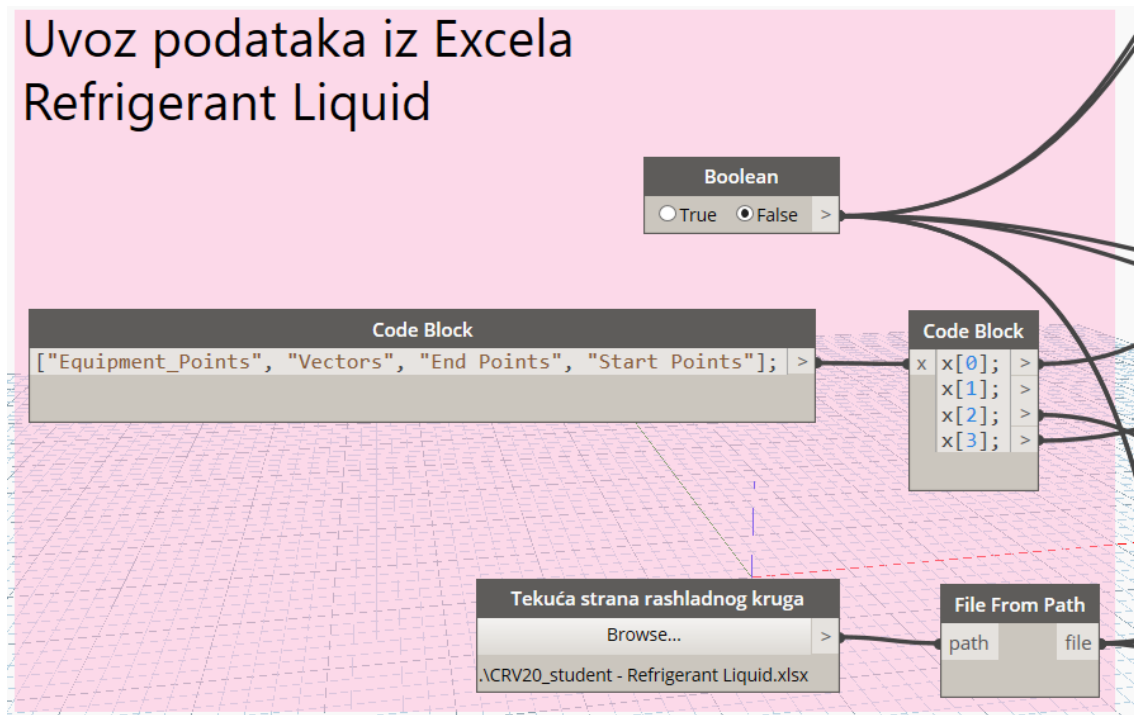 Uvoz podataka iz Excela
Refrigerant Liquid
Boolean
True False >
Code Block
["Equipment_Points", "Vectors", "End Points", "Start Points"]; >
Code Block
x x[0]; >
x[1]; >
x[2]; >
x[3]; >
Tekuća strana rashladnog kruga
Browse... >
.\CRV20_student - Refrigerant Liquid.xlsx
File From Path
path file